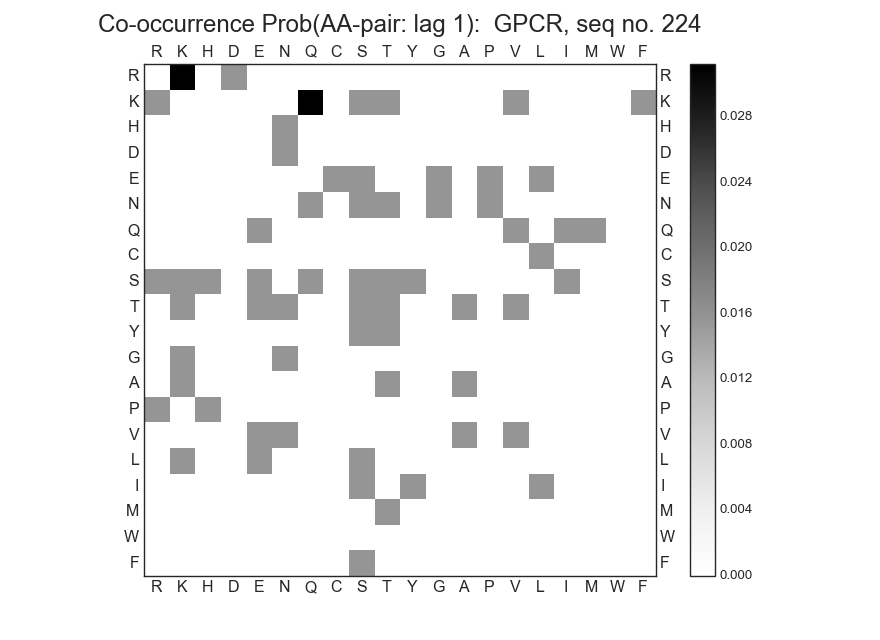 Co-occurrence Prob(AA-pair: lag 1):  GPCR, seq no. 224
R K H D E N Q C S T Y G A P V L I M W F
R R
K K
H H
D D
E E
N N
Q Q
C C
S S
T T
Y Y
G G
A A
P P
V V
L L
I I
M M
W W
F F
R K H D E N Q C S T Y G A P V L I M W F
0.028
0.024
0.020
0.016
0.012
0.008
0.004
0.000